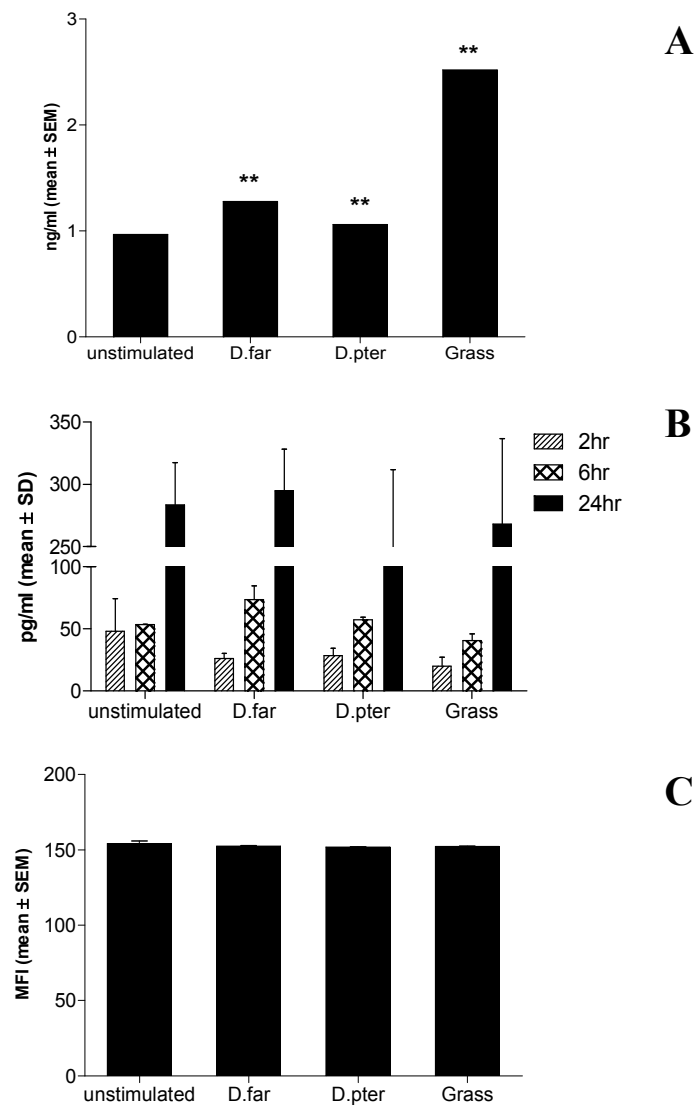 A
ng/ml (mean ± SEM)
3
2
1
0
**
**
**
unstimulated D.far D.pter Grass
B
pg/ml (mean ± SD)
350
300
250
100
50
0
2hr
6hr
24hr
unstimulated D.far D.pter Grass
C
MFI (mean ± SEM)
200
150
100
50
0
unstimulated D.far D.pter Grass